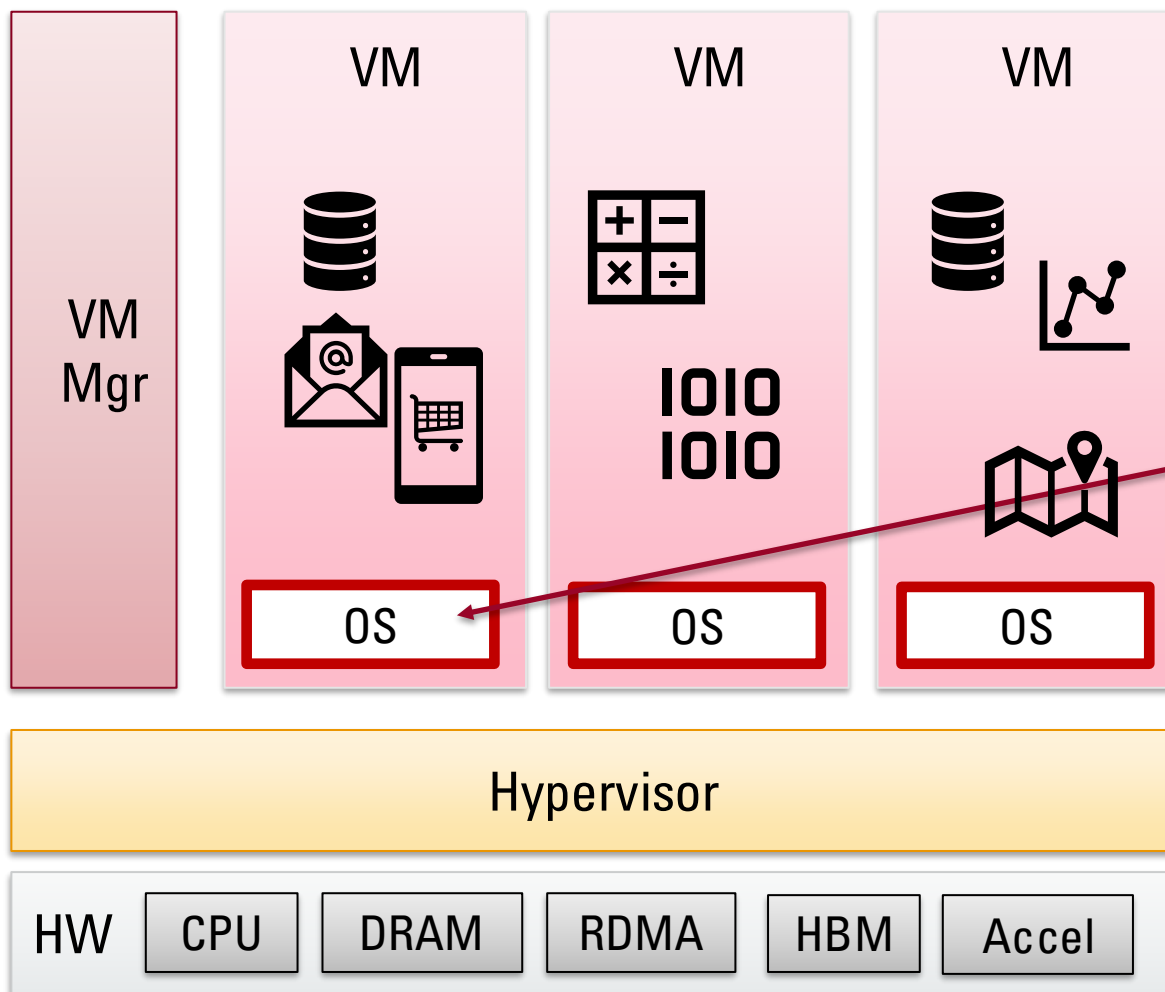 VM
VM
VM
@
+ −
× ÷
1010
1010
VM
Mgr
OS
OS
OS
Hypervisor
HW
CPU
DRAM
RDMA
HBM
Accel